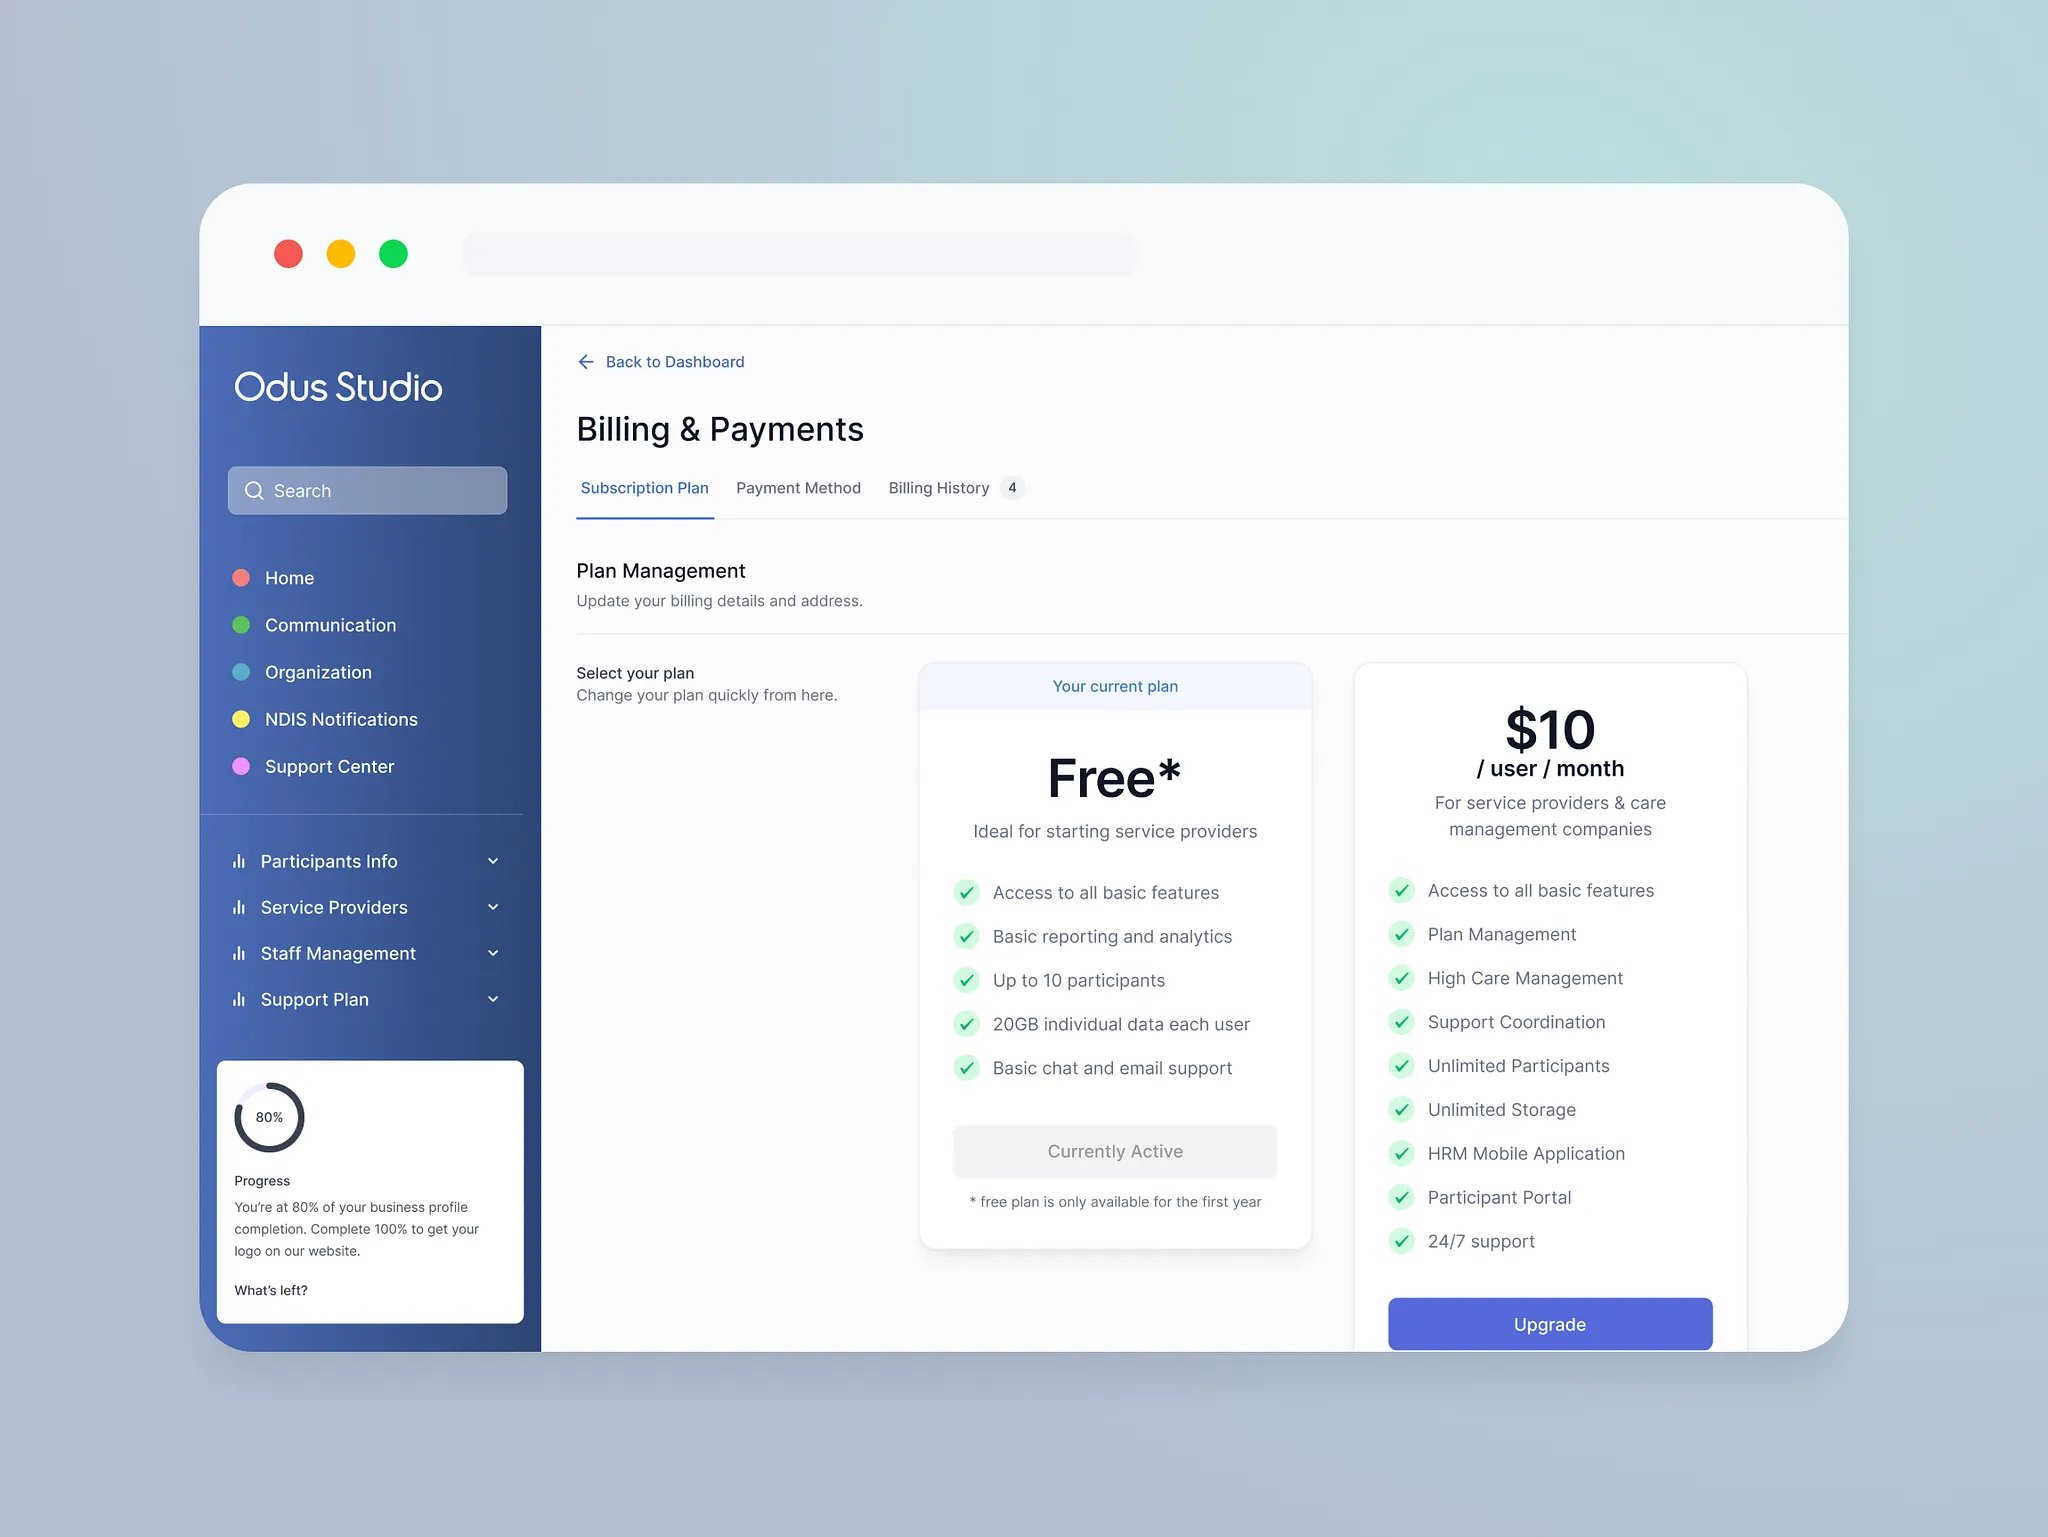 Odus Studio
Search
Home
Communication
Organization
NDIS Notifications
Support Center
Participants Info
Service Providers
Staff Management
Support Plan
80%
Progress
You're at 80% of your business profile
completion. Complete 100% to get your
logo on our website.
What's left?
Back to Dashboard
Billing & Payments
Subscription Plan
Payment Method
Billing History 4
Plan Management
Update your billing details and address.
Select your plan
Change your plan quickly from here.
Your current plan
Free*
Ideal for starting service providers
Access to all basic features
Basic reporting and analytics
Up to 10 participants
20GB individual data each user
Basic chat and email support
Currently Active
* free plan is only available for the first year
$10
/ user / month
For service providers & care
management companies
Access to all basic features
Plan Management
High Care Management
Support Coordination
Unlimited Participants
Unlimited Storage
HRM Mobile Application
Participant Portal
24/7 support
Upgrade